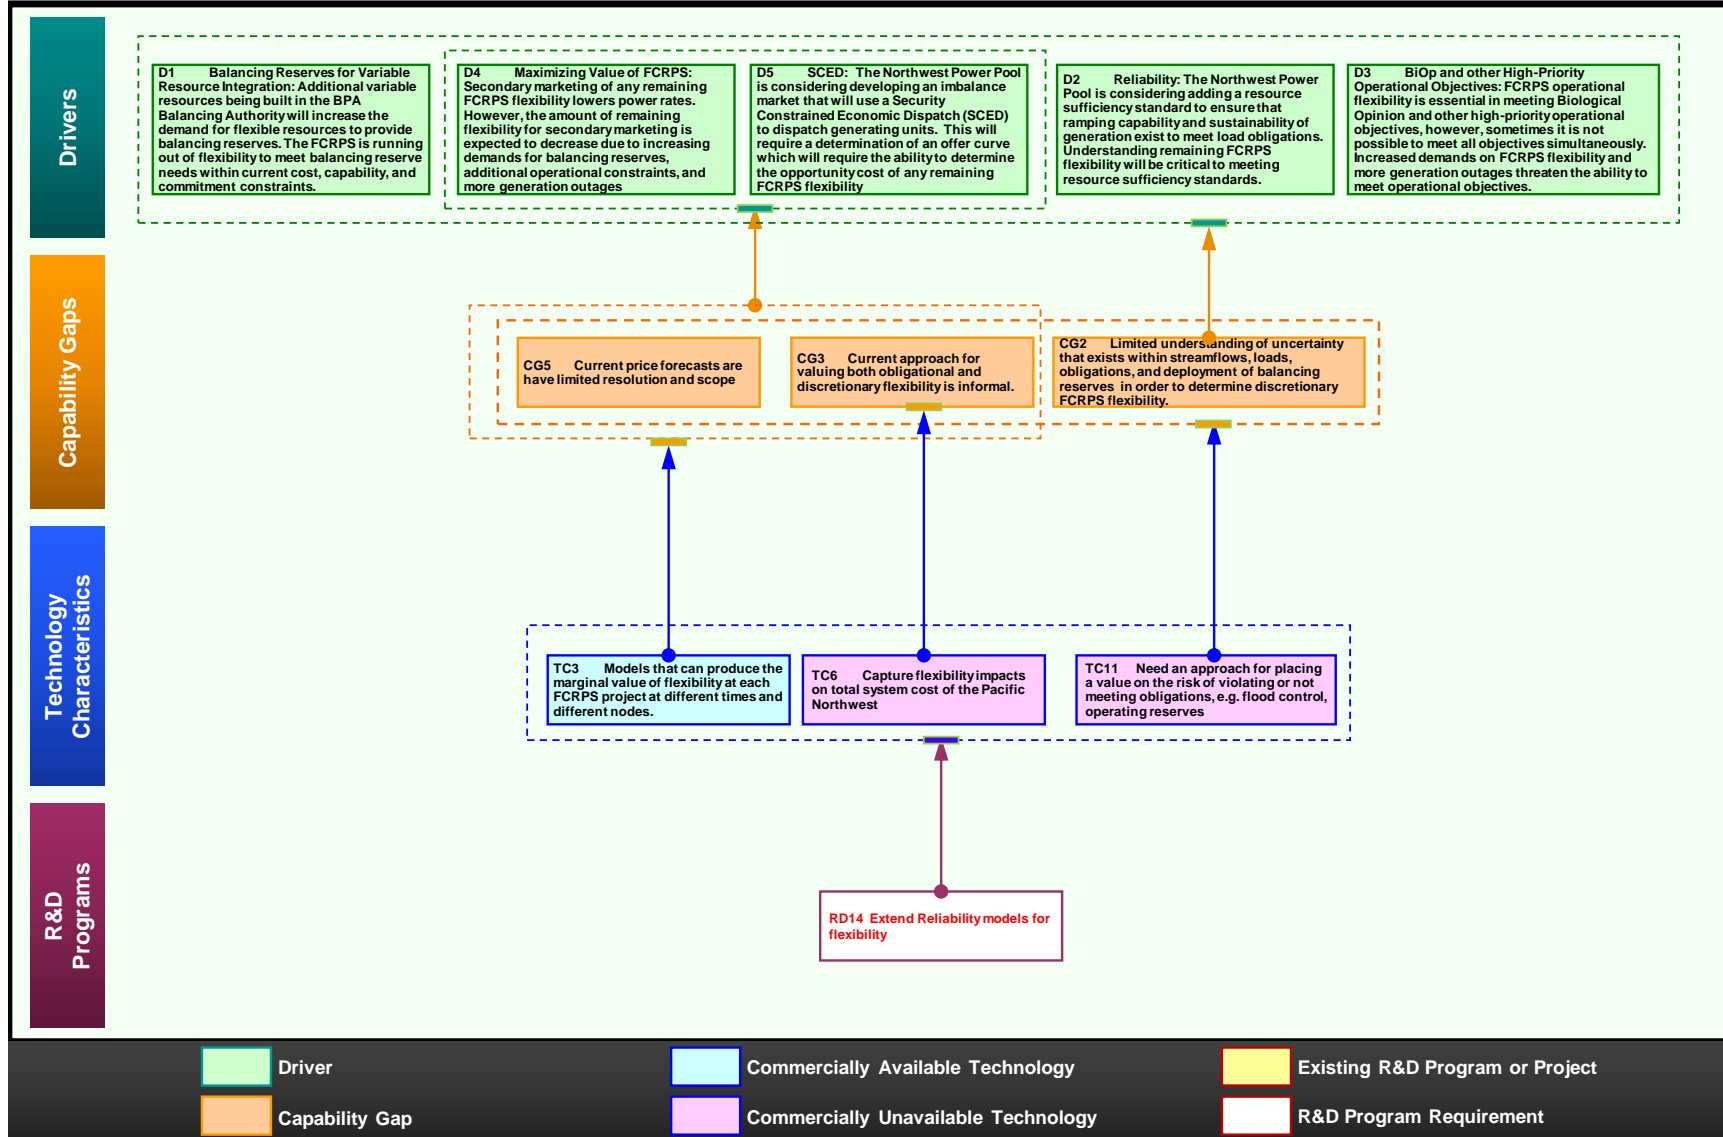 Drivers
D1 Balancing Reserves for Variable
Resource Integration: Additional variable
resources being built in the BPA
Balancing Authority will increase the
demand for flexible resources to provide
balancing reserves. The FCRPS is running
out of flexibility to meet balancing reserve
needs within current cost, capability, and
commitment constraints.
D4 Maximizing Value of FCRPS:
Secondary marketing of any remaining
FCRPS flexibility lowers power rates.
However, the amount of remaining
flexibility for secondary marketing is
expected to decrease due to increasing
demands for balancing reserves,
additional operational constraints, and
more generation outages
D5 SCED: The Northwest Power Pool
is considering developing an imbalance
market that will use a Security
Constrained Economic Dispatch (SCED)
to dispatch generating units. This will
require a determination of an offer curve
which will require the ability to determine
the opportunity cost of any remaining
FCRPS flexibility
D2 Reliability: The Northwest Power
Pool is considering adding a resource
sufficiency standard to ensure that
ramping capability and sustainability of
generation exist to meet load obligations.
Understanding remaining FCRPS
flexibility will be critical to meeting
resource sufficiency standards.
D3 BiOp and other High-Priority
Operational Objectives: FCRPS operational
flexibility is essential in meeting Biological
Opinion and other high-priority operational
objectives, however, sometimes it is not
possible to meet all objectives simultaneously.
Increased demands on FCRPS flexibility and
more generation outages threaten the ability to
meet operational objectives.
Capability Gaps
CG5 Current price forecasts are
have limited resolution and scope
CG3 Current approach for
valuing both obligational and
discretionary flexibility is informal.
CG2 Limited understanding of uncertainty
that exists within streamflows, loads,
obligations, and deployment of balancing
reserves in order to determine discretionary
FCRPS flexibility.
Technology
Characteristics
TC3 Models that can produce the
marginal value of flexibility at each
FCRPS project at different times and
different nodes.
TC6 Capture flexibility impacts
on total system cost of the Pacific
Northwest
TC11 Need an approach for placing
a value on the risk of violating or not
meeting obligations, e.g. flood control,
operating reserves
R&D
Programs
RD14 Extend Reliability models for
flexibility
Driver
Commercially Available Technology
Existing R&D Program or Project
Capability Gap
Commercially Unavailable Technology
R&D Program Requirement